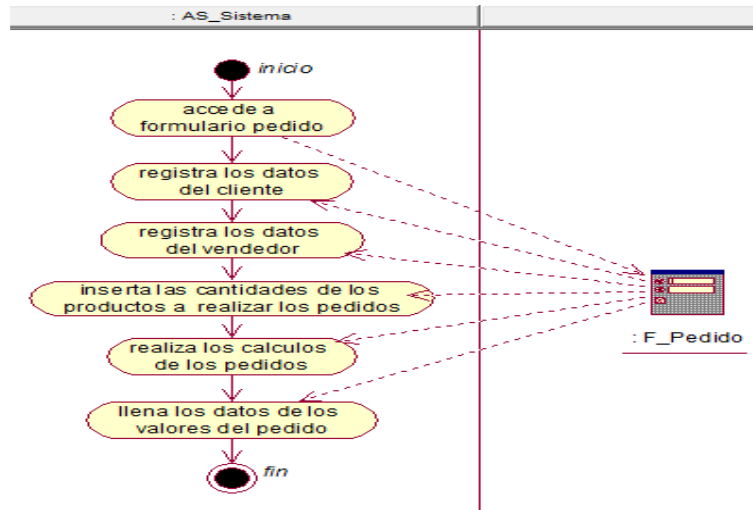 : AS_Sistema
inicio
accede a
formulario pedido
registra los datos
del cliente
registra los datos
del vendedor
inserta las cantidades de los
productos a realizar los pedidos
: F_Pedido
realiza los calculos
de los pedidos
llena los datos de los
valores del pedido
fin